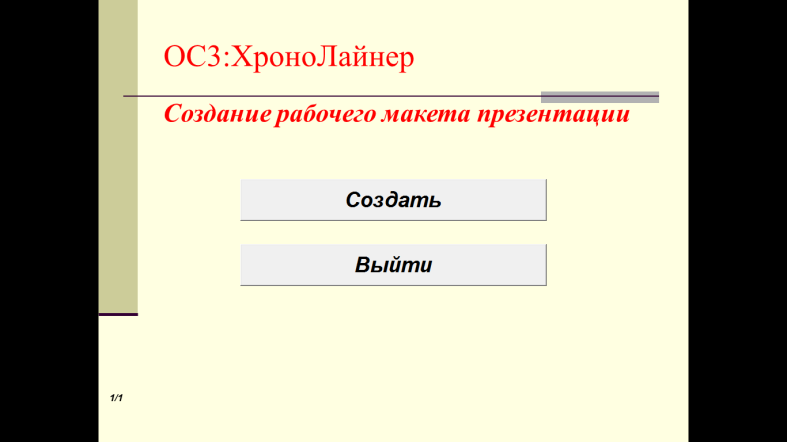 ОС3:ХроноЛайнер
Создание рабочего макета презентации
Создать
Выйти
1/1